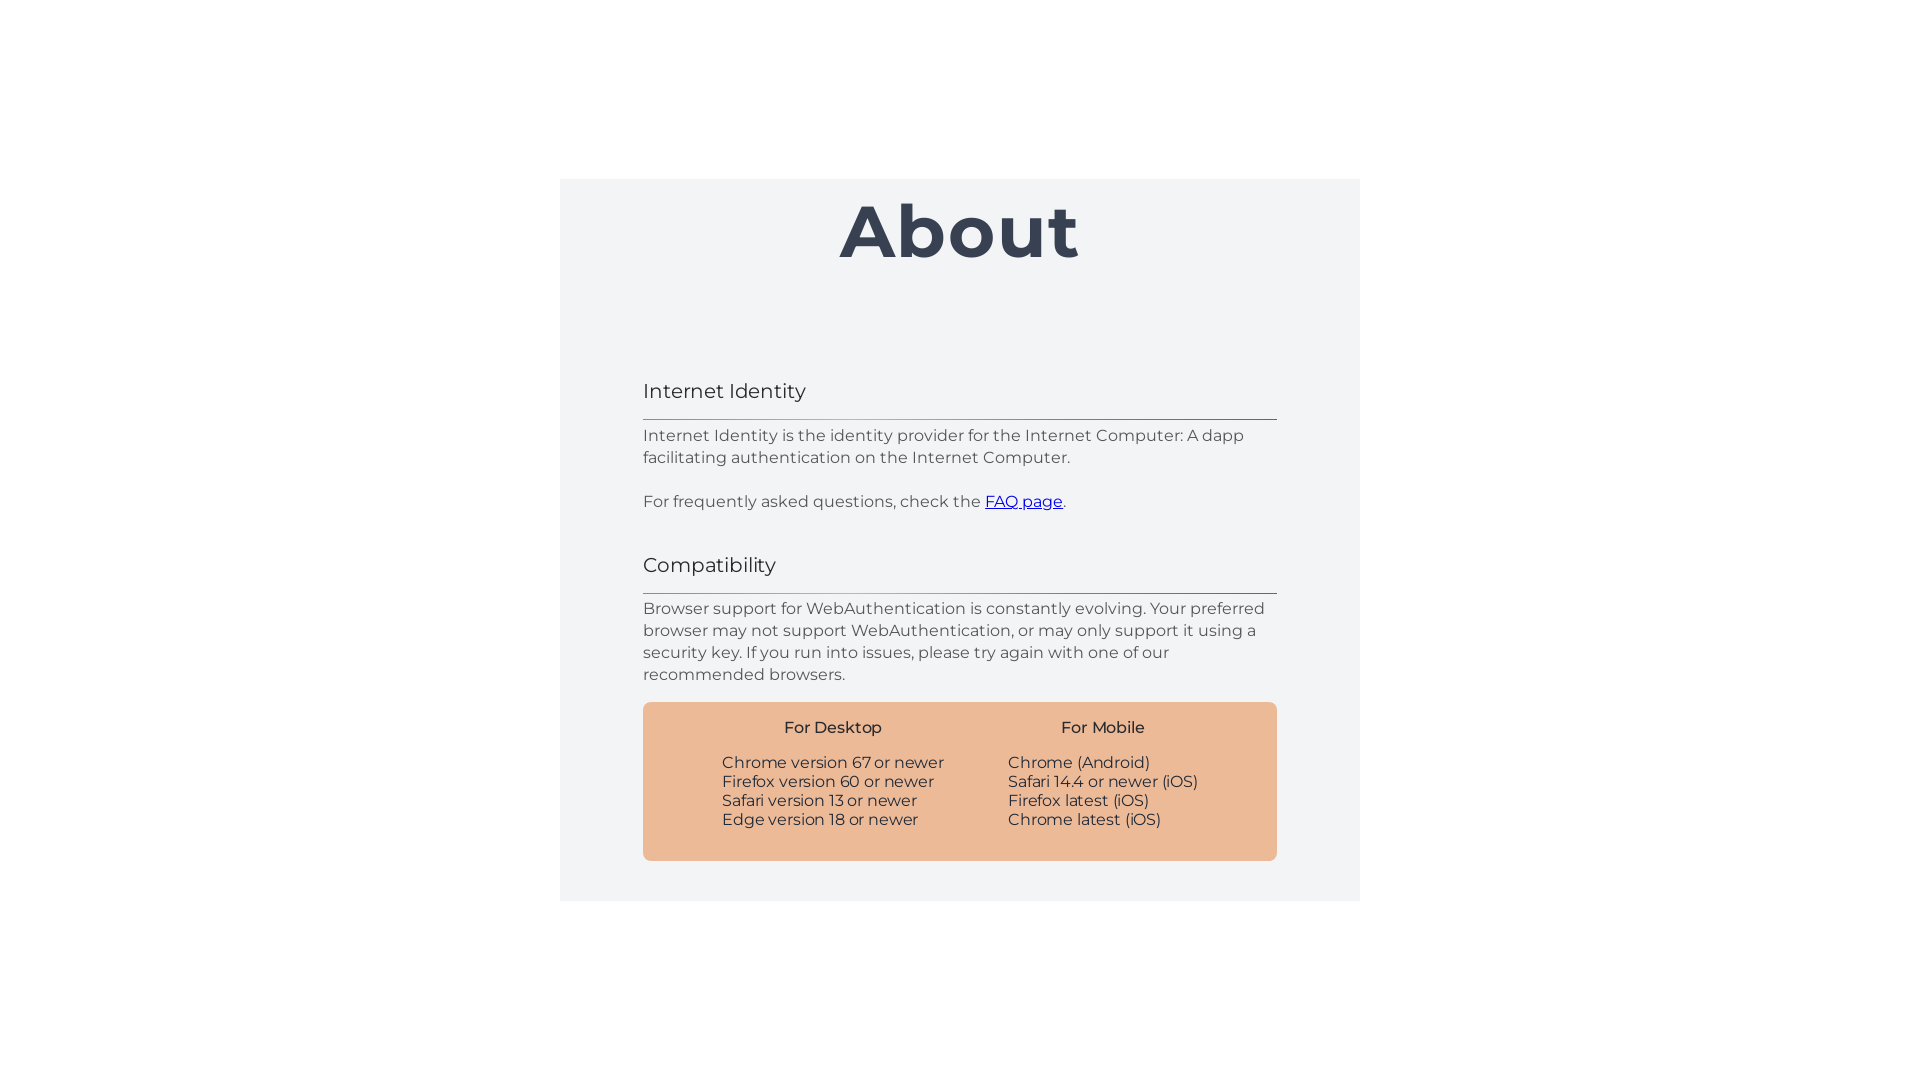 About
Internet Identity
Internet Identity is the identity provider for the Internet Computer: A dapp
facilitating authentication on the Internet Computer.
For frequently asked questions, check the FAQ page.
Compatibility
Browser support for WebAuthentication is constantly evolving. Your preferred
browser may not support WebAuthentication, or may only support it using a
security key. If you run into issues, please try again with one of our
recommended browsers.
For Desktop
Chrome version 67 or newer
Firefox version 60 or newer
Safari version 13 or newer
Edge version 18 or newer
For Mobile
Chrome (Android)
Safari 14.4 or newer (iOS)
Firefox latest (iOS)
Chrome latest (iOS)